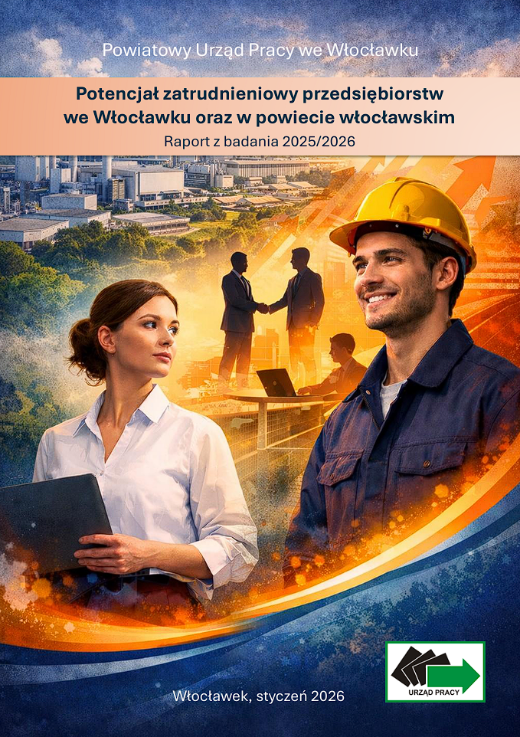 Powiatowy Urząd Pracy we Włocławku
Potencjał zatrudnieniowy przedsiębiorstw
we Włocławku oraz w powiecie włocławskim
Raport z badania 2025/2026
Włocławek, styczeń 2026
URZĄD PRACY